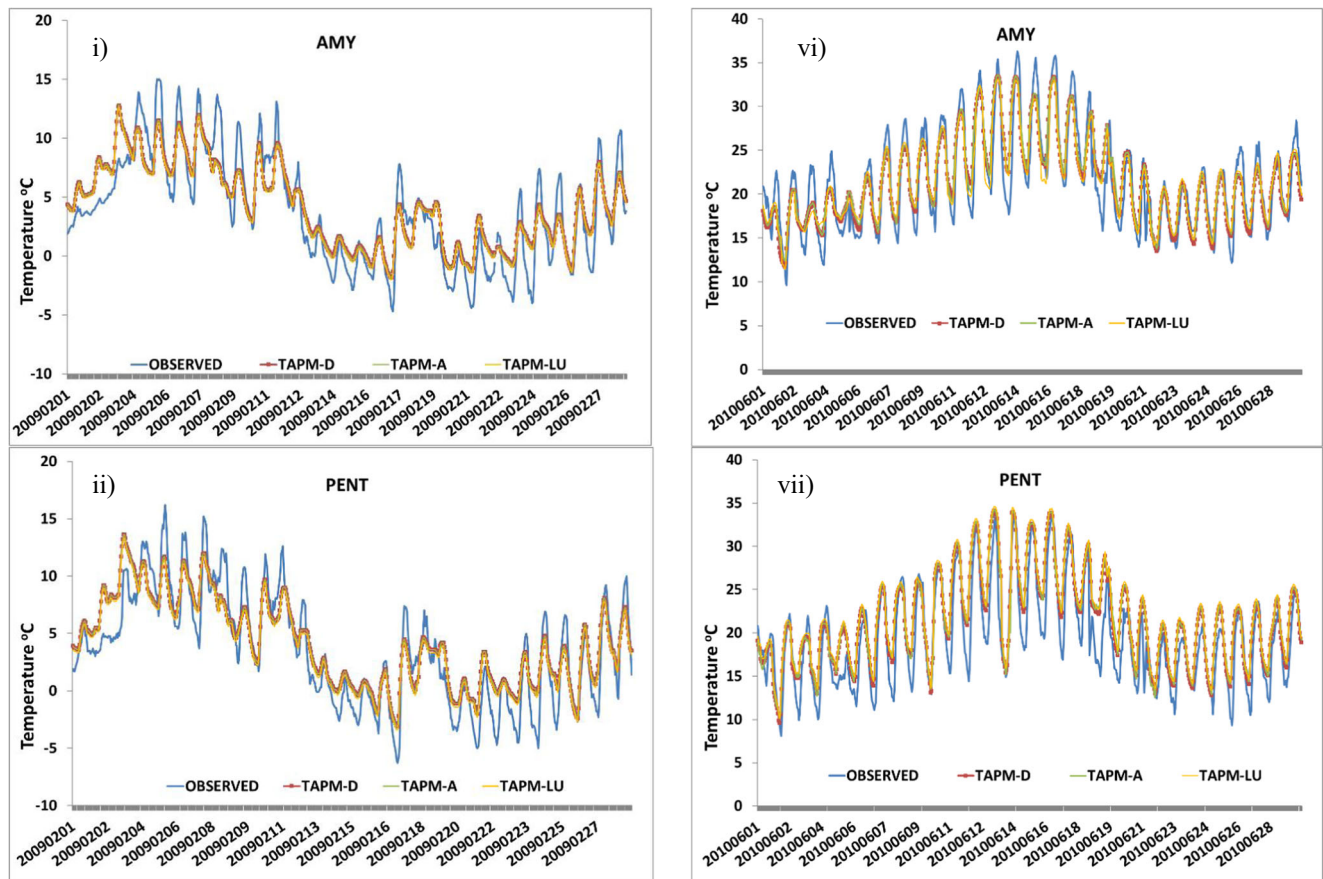 i)
AMY
Temperature °C
20
15
10
5
0
-5
-10
OBSERVED TAPM-D TAPM-A TAPM-LU
20090201 20090202 20090204 20090206 20090207 20090209 20090211 20090212 20090214 20090216 20090217 20090219 20090221 20090222 20090224 20090226 20090227
vi)
AMY
Temperature °C
40
35
30
25
20
15
10
5
0
OBSERVED TAPM-D TAPM-A TAPM-LU
20100601 20100602 20100604 20100606 20100607 20100609 20100611 20100612 20100614 20100616 20100618 20100619 20100621 20100623 20100624 20100626 20100628
ii)
PENT
Temperature °C
20
15
10
5
0
-5
-10
OBSERVED TAPM-D TAPM-A TAPM-LU
20090201 20090202 20090204 20090206 20090208 20090209 20090211 20090213 20090215 20090216 20090218 20090220 20090222 20090223 20090225 20090227
vii)
PENT
Temperature °C
40
35
30
25
20
15
10
5
0
OBSERVED TAPM-D TAPM-A TAPM-LU
20100601 20100602 20100604 20100606 20100607 20100609 20100611 20100612 20100614 20100616 20100618 20100619 20100621 20100623 20100624 20100626 20100628